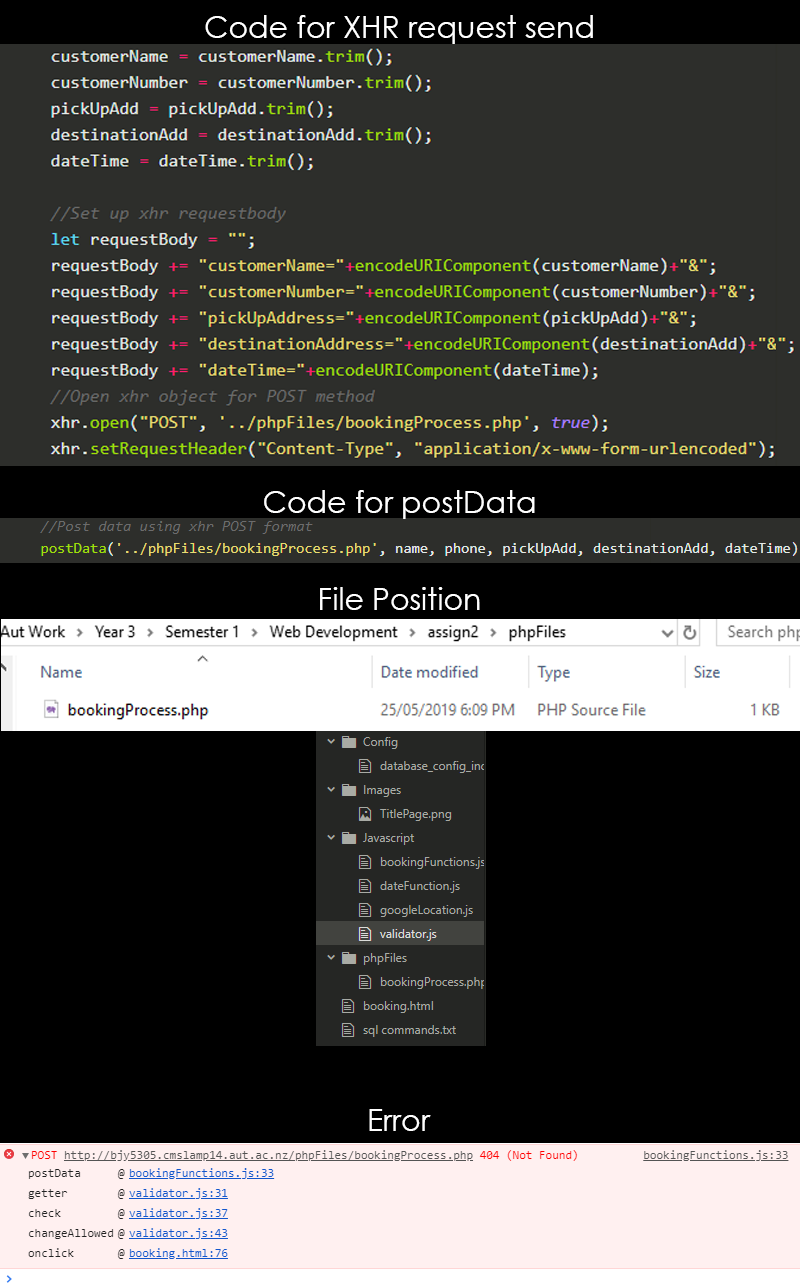 Code for XHR request send
customerName = customerName.trim();
customerNumber = customerNumber.trim();
pickUpAdd = pickUpAdd.trim();
destinationAdd = destinationAdd.trim();
dateTime = dateTime.trim();
//Set up xhr requestbody
let requestBody = "";
requestBody += "customerName="+encodeURIComponent(customerName)+"&";
requestBody += "customerNumber="+encodeURIComponent(customerNumber)+"&";
requestBody += "pickUpAddress="+encodeURIComponent(pickUpAdd)+"&";
requestBody += "destinationAddress="+encodeURIComponent(destinationAdd)+"&";
requestBody += "dateTime="+encodeURIComponent(dateTime);
//Open xhr object for POST method
xhr.open("POST", '../phpFiles/bookingProcess.php', true);
xhr.setRequestHeader("Content-Type", "application/x-www-form-urlencoded");
Code for postData
//Post data using xhr POST format
postData('../phpFiles/bookingProcess.php', name, phone, pickUpAdd, destinationAdd, dateTime)
File Position
Aut Work > Year 3 > Semester 1 > Web Development > assign2 > phpFiles Search php
Name Date modified Type Size
bookingProcess.php 25/05/2019 6:09 PM PHP Source File 1 KB
Config
database_config_inc
Images
TitlePage.png
Javascript
bookingFunctions.js
dateFunction.js
googleLocation.js
validator.js
phpFiles
bookingProcess.php
booking.html
sql commands.txt
Error
POST http://bjy5305.cmslamp14.aut.ac.nz/phpFiles/bookingProcess.php 404 (Not Found) bookingFunctions.js:33
postData @ bookingFunctions.js:33
getter @ validator.js:31
check @ validator.js:37
changeAllowed @ validator.js:43
onclick @ booking.html:76